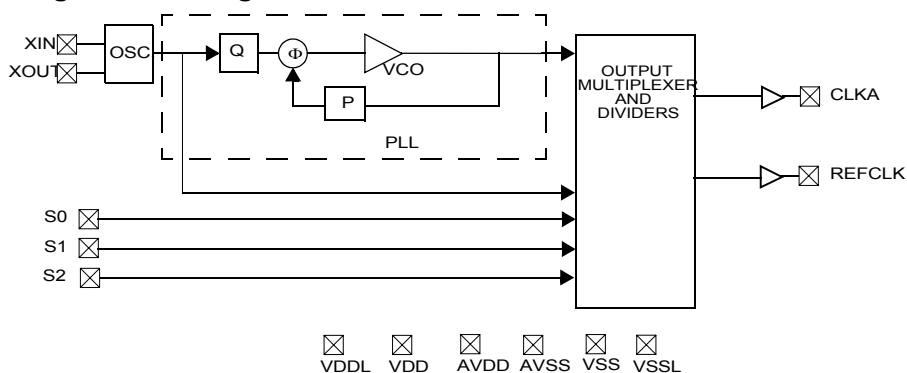 XIN
XOUT
OSC
Q
Φ
VCO
P
PLL
OUTPUT
MULTIPLEXER
AND
DIVIDERS
CLKA
REFCLK
S0
S1
S2
VDDL VDD AVDD AVSS VSS VSSL